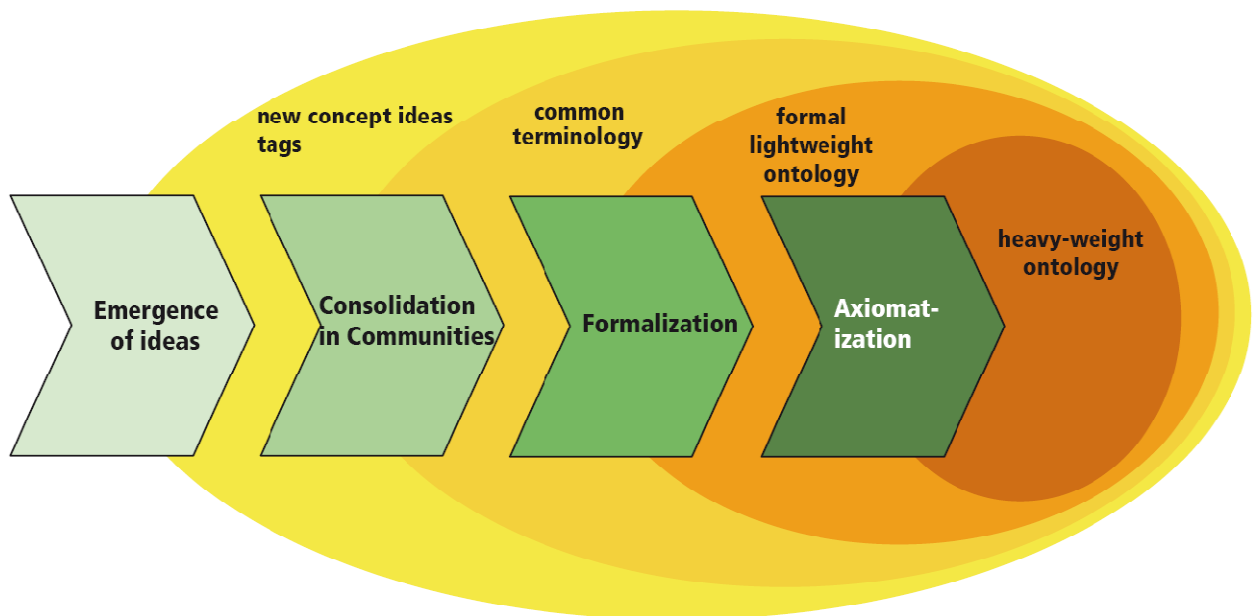 new concept ideas
tags
common
terminology
formal
lightweight
ontology
heavy-weight
ontology
Emergence
of ideas
Consolidation
in Communities
Formalization
Axiomat-
ization